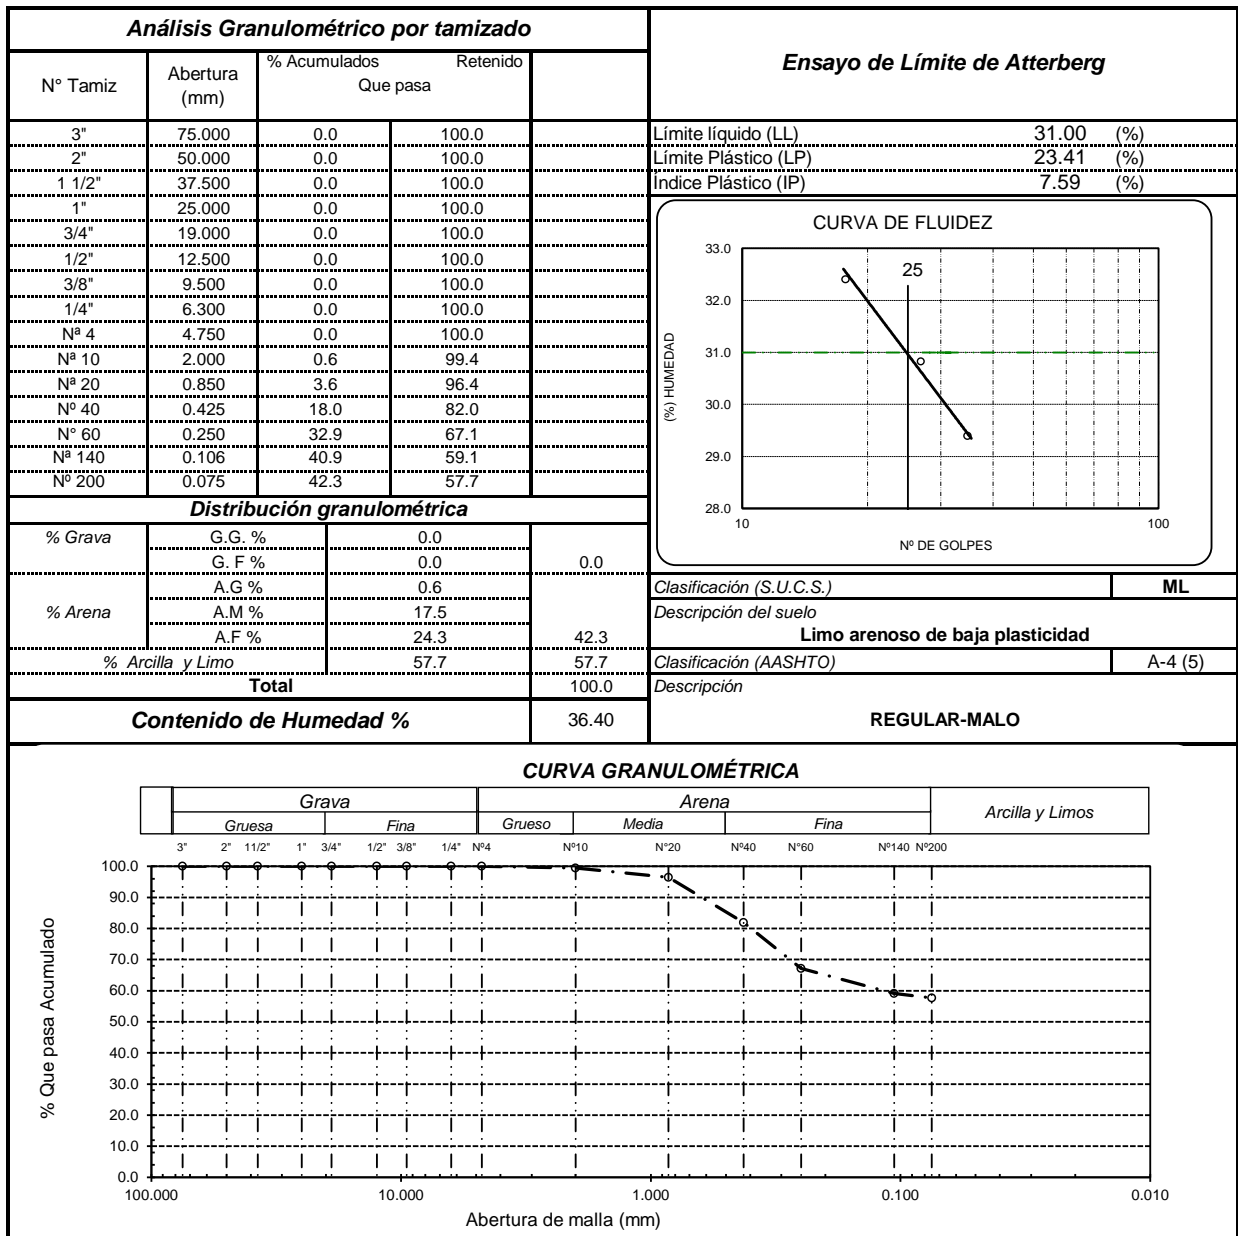 Análisis Granulométrico por tamizado
Ensayo de Límite de Atterberg
N° Tamiz Abertura (mm) % Acumulados Retenido
Que pasa
3" 75.000 0.0 100.0
2" 50.000 0.0 100.0
1 1/2" 37.500 0.0 100.0
1" 25.000 0.0 100.0
3/4" 19.000 0.0 100.0
1/2" 12.500 0.0 100.0
3/8" 9.500 0.0 100.0
1/4" 6.300 0.0 100.0
Nª 4 4.750 0.0 100.0
Nª 10 2.000 0.6 99.4
Nª 20 0.850 3.6 96.4
Nº 40 0.425 18.0 82.0
N° 60 0.250 32.9 67.1
Nª 140 0.106 40.9 59.1
Nº 200 0.075 42.3 57.7
Límite líquido (LL) 31.00 (%)
Límite Plástico (LP) 23.41 (%)
Índice Plástico (IP) 7.59 (%)
CURVA DE FLUIDEZ
33.0
25
32.0
31.0
30.0
29.0
28.0
(%) HUMEDAD
10 100
Nº DE GOLPES
Distribución granulométrica
% Grava G.G. % 0.0
G. F % 0.0 0.0
A.G % 0.6
% Arena A.M % 17.5
A.F % 24.3 42.3
% Arcilla y Limo 57.7 57.7
Total 100.0
Contenido de Humedad % 36.40
Clasificación (S.U.C.S.) ML
Descripción del suelo
Limo arenoso de baja plasticidad
Clasificación (AASHTO) A-4 (5)
Descripción
REGULAR-MALO
CURVA GRANULOMÉTRICA
Grava Arena Arcilla y Limos
Gruesa Fina Grueso Media Fina
3" 2" 11/2" 1" 3/4" 1/2" 3/8" 1/4" Nº4 Nº10 N°20 N°40 N°60 Nº140 Nº200
100.0
90.0
80.0
70.0
60.0
50.0
40.0
30.0
20.0
10.0
0.0
% Que pasa Acumulado
100.000 10.000 1.000 0.100 0.010
Abertura de malla (mm)